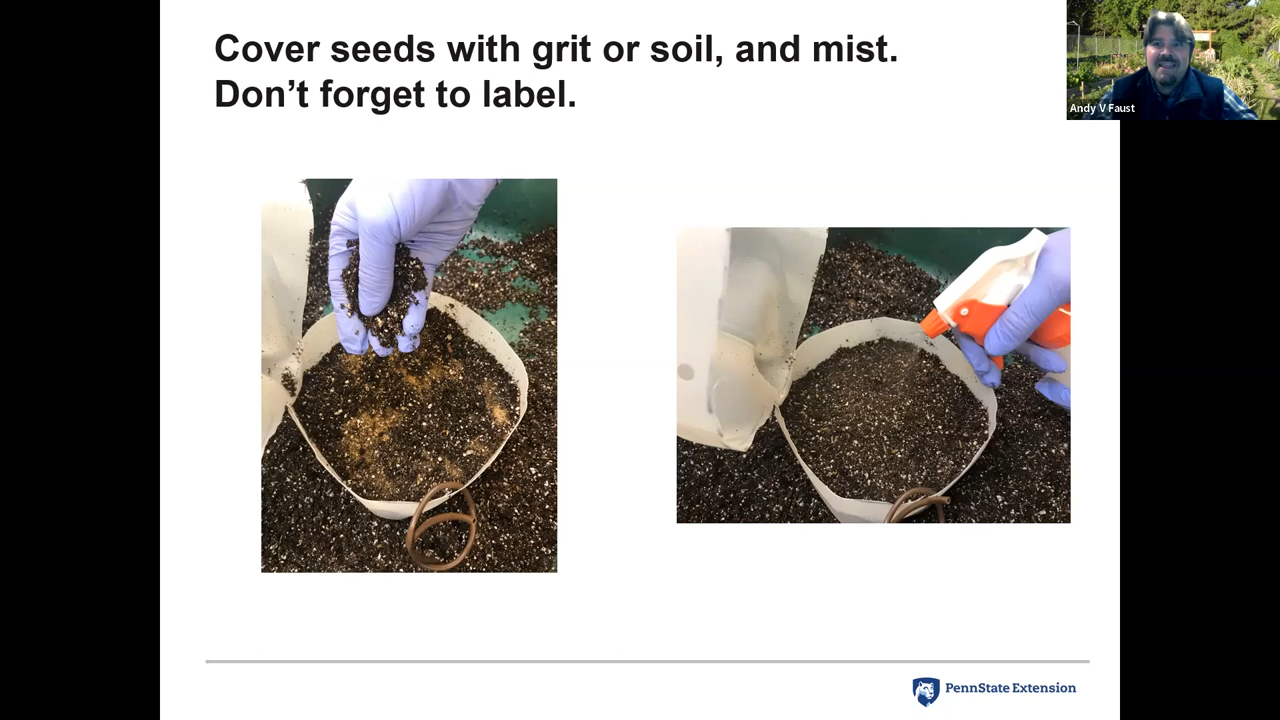 Cover seeds with grit or soil, and mist.
Don’t forget to label.
Andy V Faust
PennState Extension